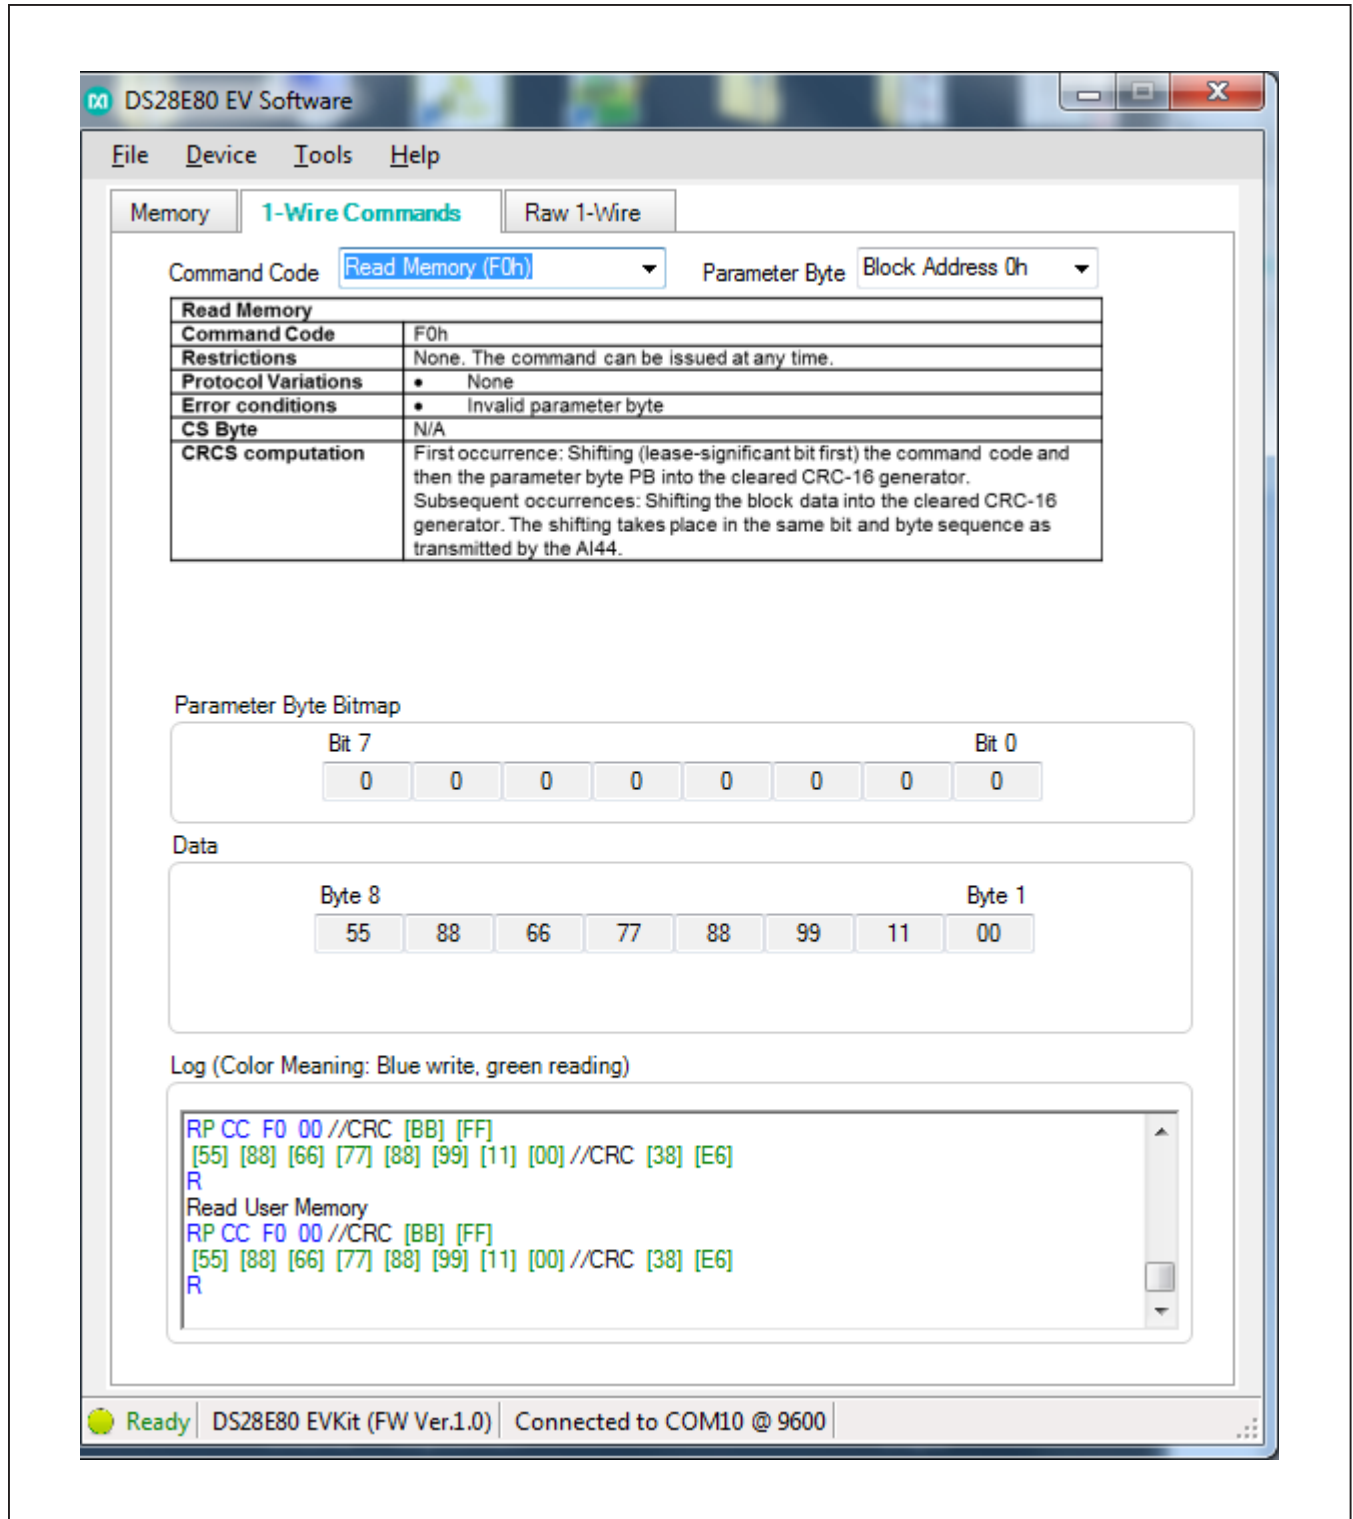 DS28E80 EV Software
File Device Tools Help
Memory 1-Wire Commands Raw 1-Wire
Command Code Read Memory (F0h) Parameter Byte Block Address 0h
Read Memory
Command Code F0h
Restrictions None. The command can be issued at any time.
Protocol Variations • None
Error conditions • Invalid parameter byte
CS Byte N/A
CRCS computation First occurrence: Shifting (lease-significant bit first) the command code and
then the parameter byte PB into the cleared CRC-16 generator.
Subsequent occurrences: Shifting the block data into the cleared CRC-16
generator. The shifting takes place in the same bit and byte sequence as
transmitted by the AI44.
Parameter Byte Bitmap
Bit 7 Bit 0
0 0 0 0 0 0 0 0
Data
Byte 8 Byte 1
55 88 66 77 88 99 11 00
Log (Color Meaning: Blue write, green reading)
RP CC F0 00 //CRC [BB] [FF]
[55] [88] [66] [77] [88] [99] [11] [00] //CRC [38] [E6]
R
Read User Memory
RP CC F0 00 //CRC [BB] [FF]
[55] [88] [66] [77] [88] [99] [11] [00] //CRC [38] [E6]
R
Ready DS28E80 EVKit (FW Ver.1.0) Connected to COM10 @ 9600